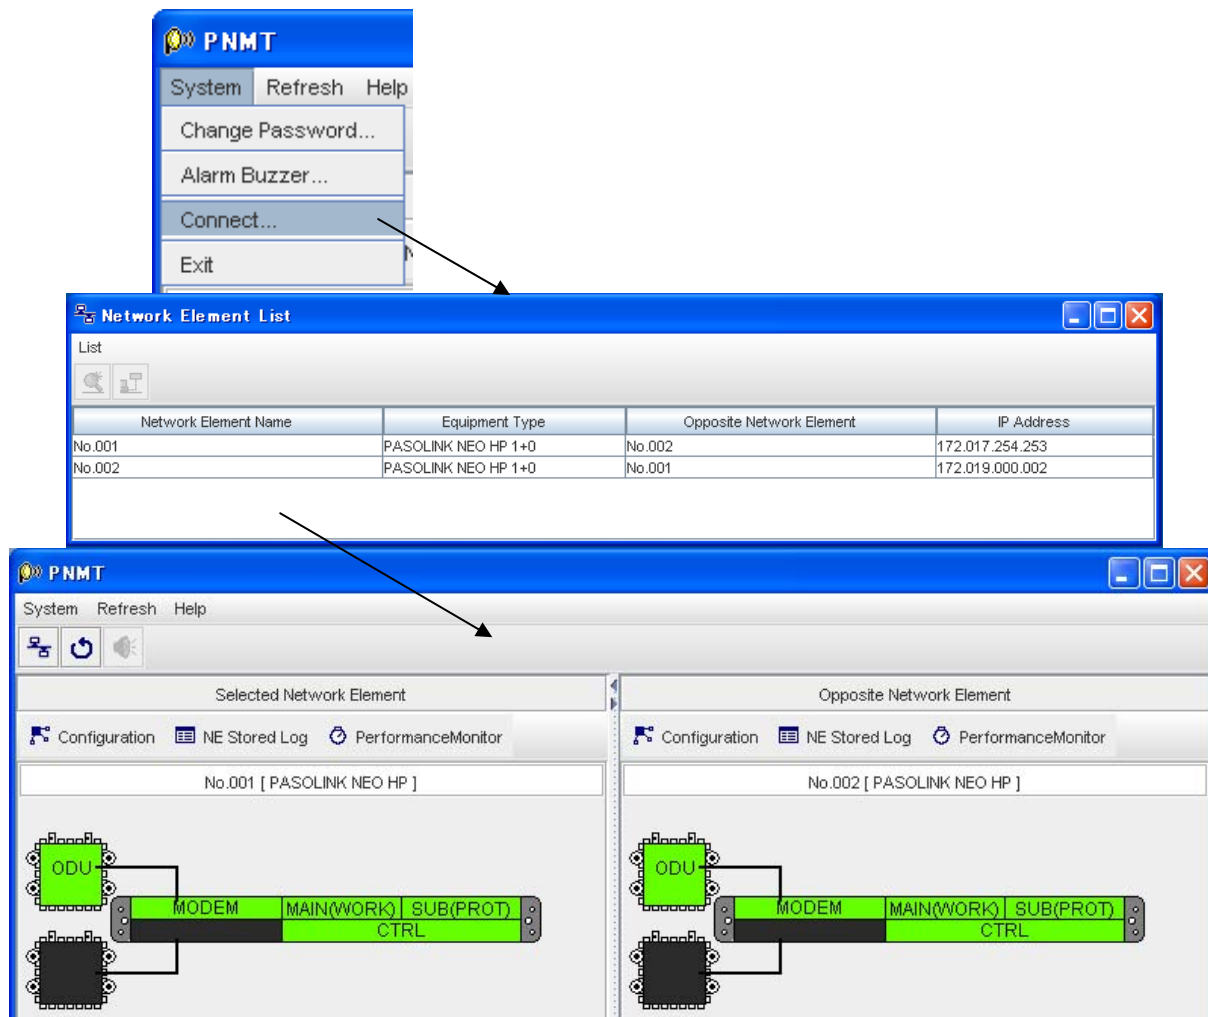 PNMT
System Refresh Help
Change Password...
Alarm Buzzer...
Connect...
Exit
Network Element List
List
Network Element Name Equipment Type Opposite Network Element IP Address
No.001 PASOLINK NEO HP 1+0 No.002 172.017.254.253
No.002 PASOLINK NEO HP 1+0 No.001 172.019.000.002
PNMT
System Refresh Help
Selected Network Element Opposite Network Element
Configuration NE Stored Log PerformanceMonitor Configuration NE Stored Log PerformanceMonitor
No.001 [ PASOLINK NEO HP ] No.002 [ PASOLINK NEO HP ]
ODU ODU
MODEM MAIN(WORK) SUB(PROT) MODEM MAIN(WORK) SUB(PROT)
CTRL CTRL